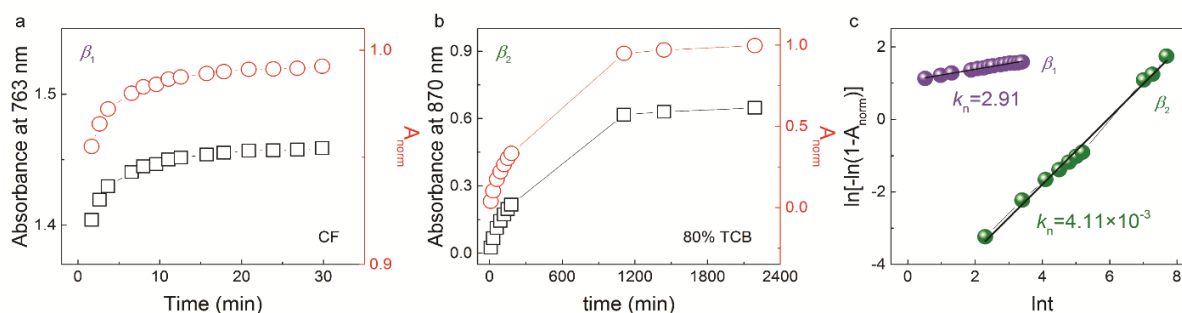 a
β1
Absorbance at 763 nm
1.5
1.4
1.0
0.9
Anorm
CF
0 5 10 15 20 25 30 35
Time (min)
b
β2
Absorbance at 870 nm
0.9
0.6
0.3
0.0
1.0
0.5
0.0
Anorm
80% TCB
0 600 1200 1800 2400
time (min)
c
ln[-ln(1-Anorm)]
2
0
-2
-4
β1
kn=2.91
β2
kn=4.11×10-3
0 2 4 6 8
lnt